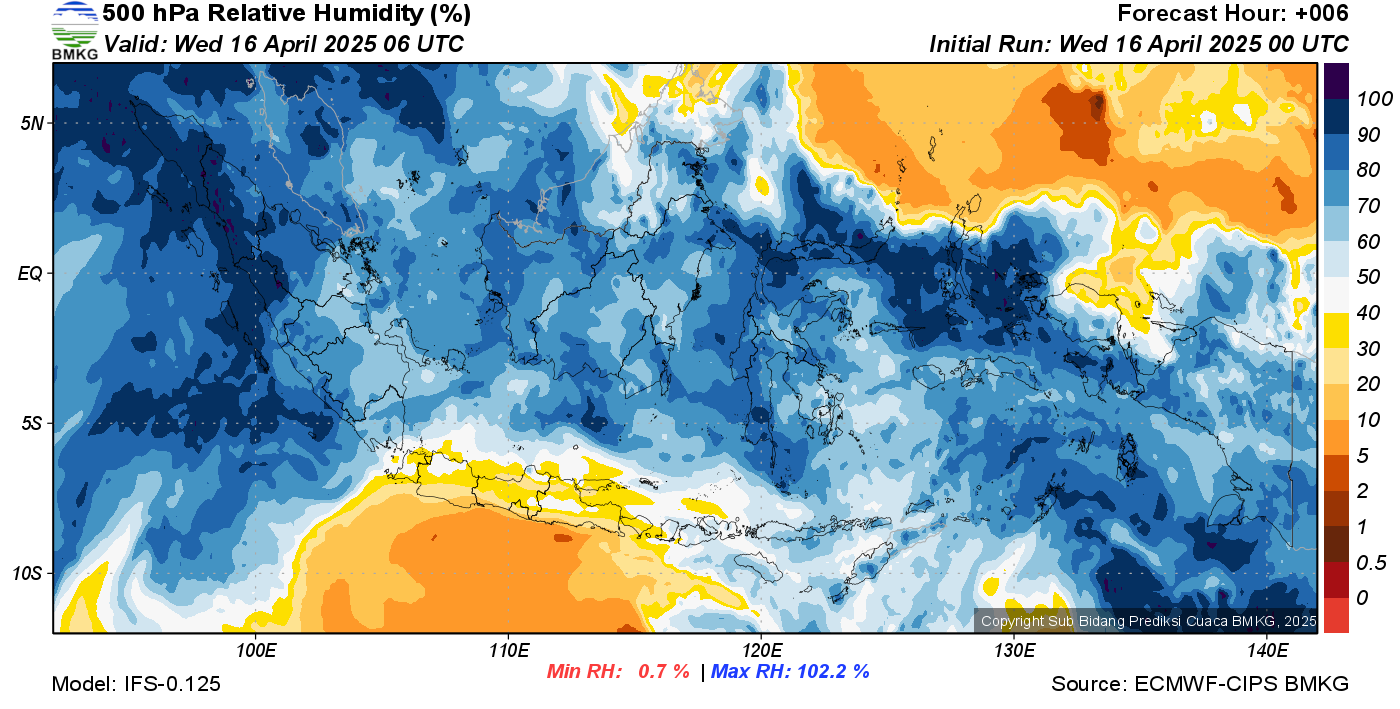 500 hPa Relative Humidity (%)
Forecast Hour: +006
BMKG
Valid: Wed 16 April 2025 06 UTC
Initial Run: Wed 16 April 2025 00 UTC
5N
EQ
5S
10S
100E
110E
120E
130E
140E
100
90
80
70
60
50
40
30
20
10
5
2
1
0.5
0
Copyright Sub Bidang Prediksi Cuaca BMKG, 2025
Min RH: 0.7 % | Max RH: 102.2 %
Model: IFS-0.125
Source: ECMWF-CIPS BMKG